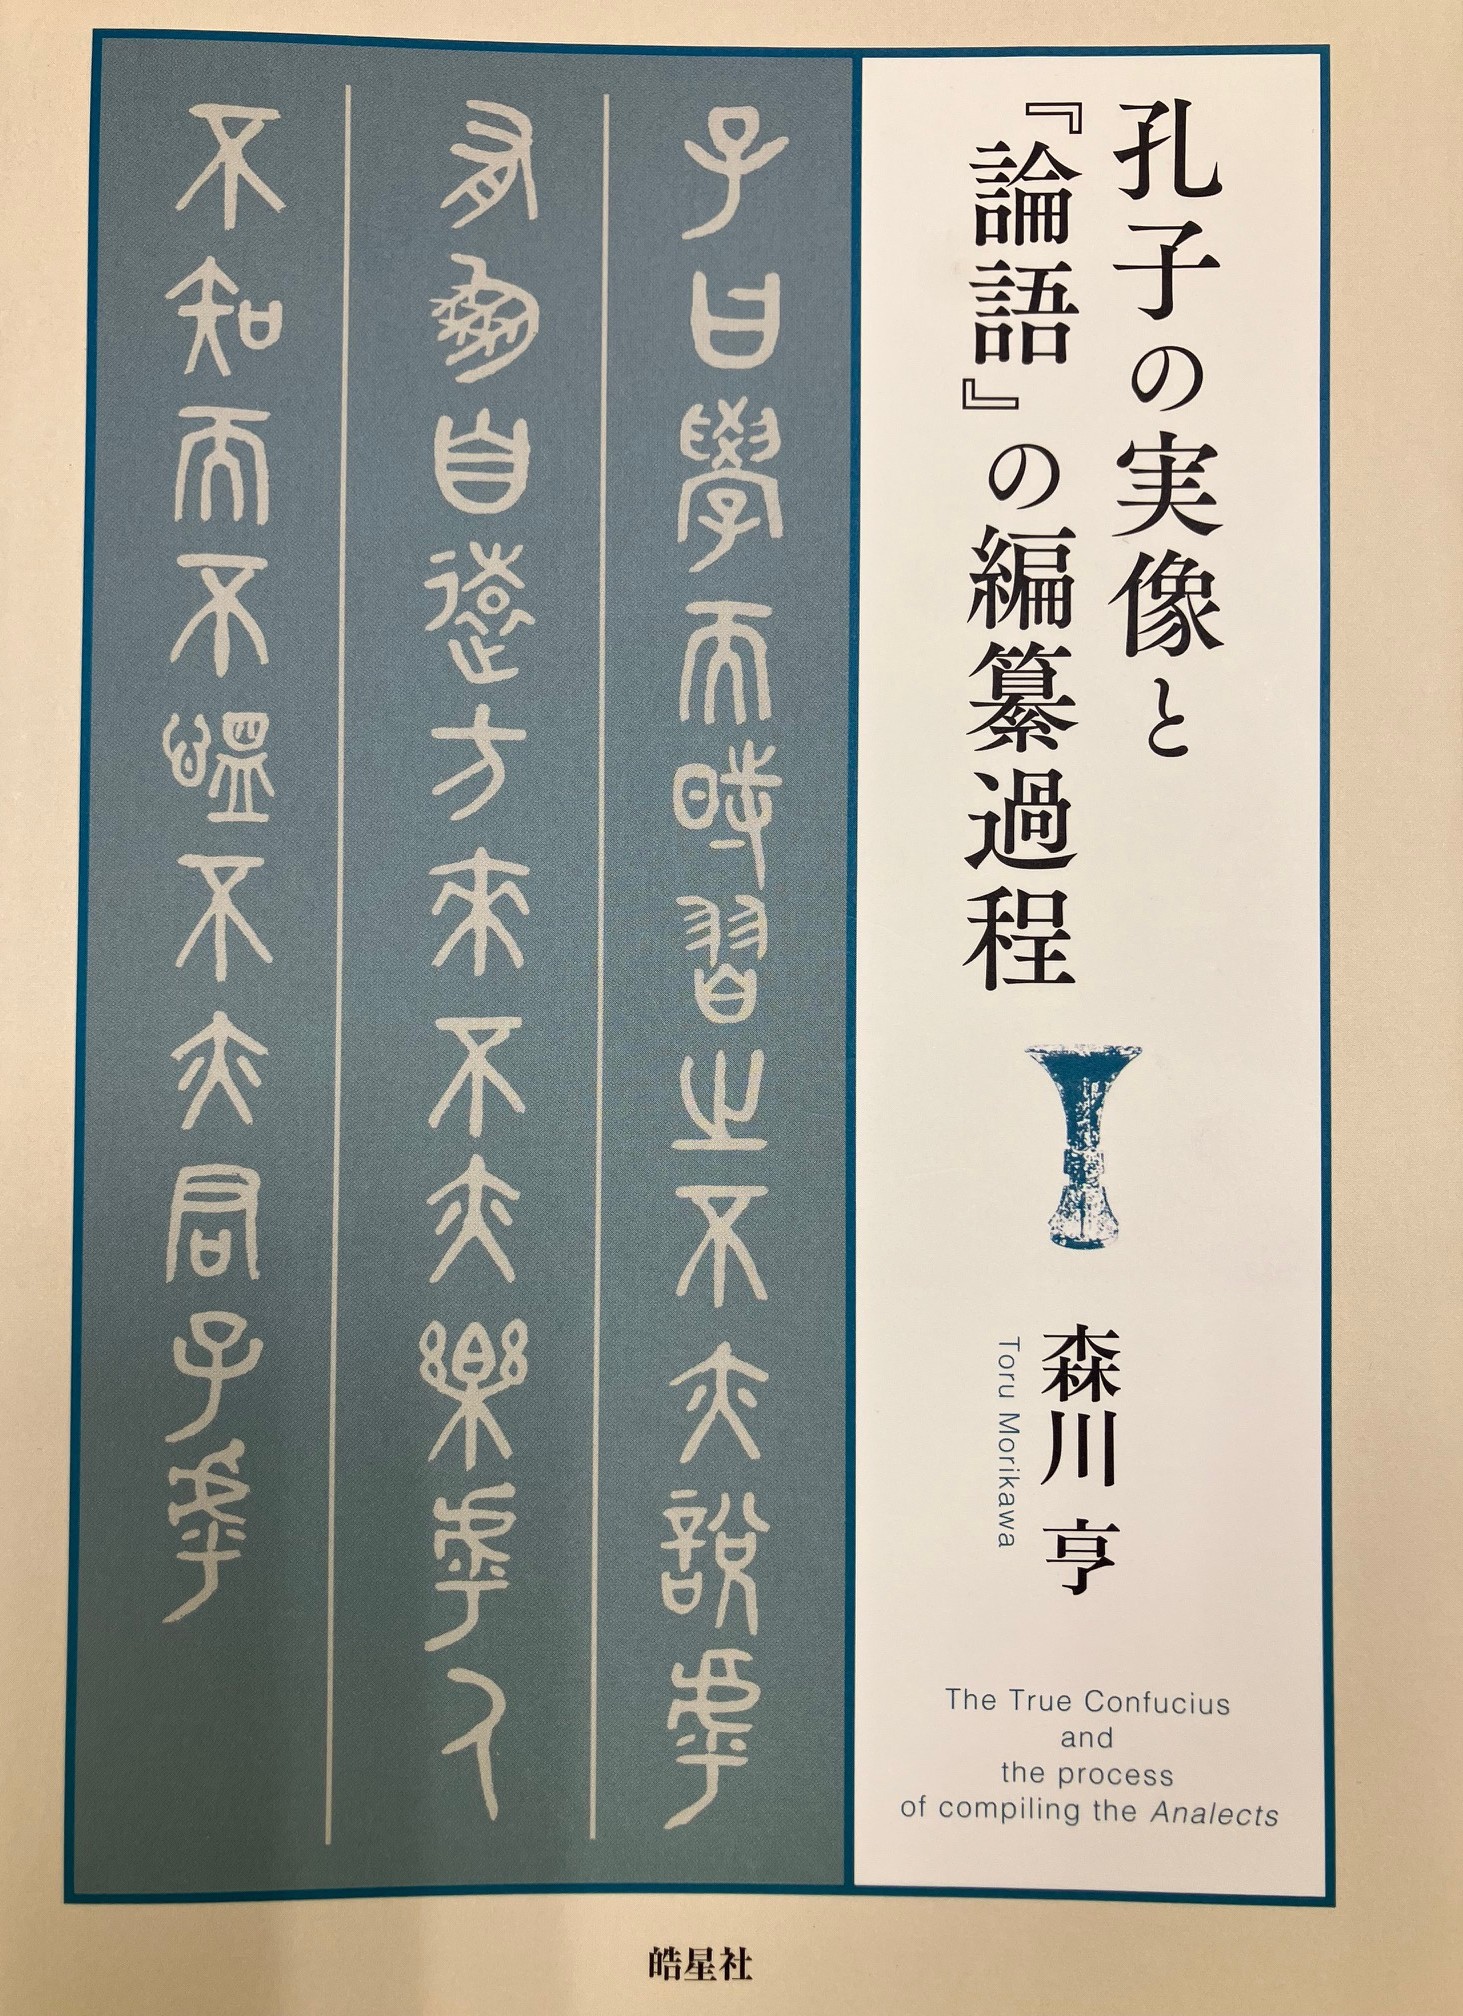 孔子の実像と
『論語』の編纂過程
森川 亨
Toru Morikawa
The True Confucius
and
the process
of compiling the Analects
子曰學而時習之不亦說乎
有朋自遠方來不亦樂乎人
不知而不慍不亦君子乎
皓星社